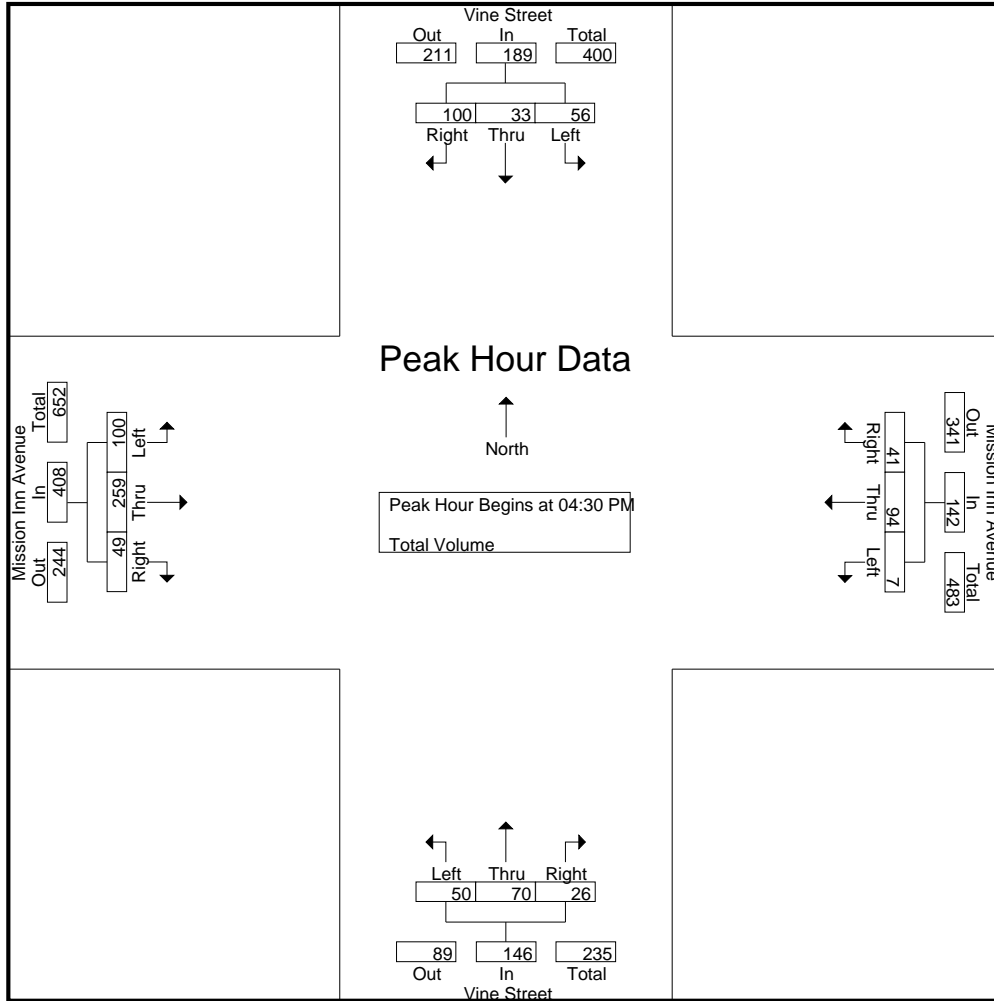 Vine Street
Out In Total
211 189 400
100 33 56
Right Thru Left
Peak Hour Data
North
Peak Hour Begins at 04:30 PM
Total Volume
Mission Inn Avenue
Out In Total
244 408 652
Left Thru Right
100 259 49
Mission Inn Avenue
Out In Total
341 142 483
Right Thru Left
41 94 7
Left Thru Right
50 70 26
89 146 235
Out In Total
Vine Street